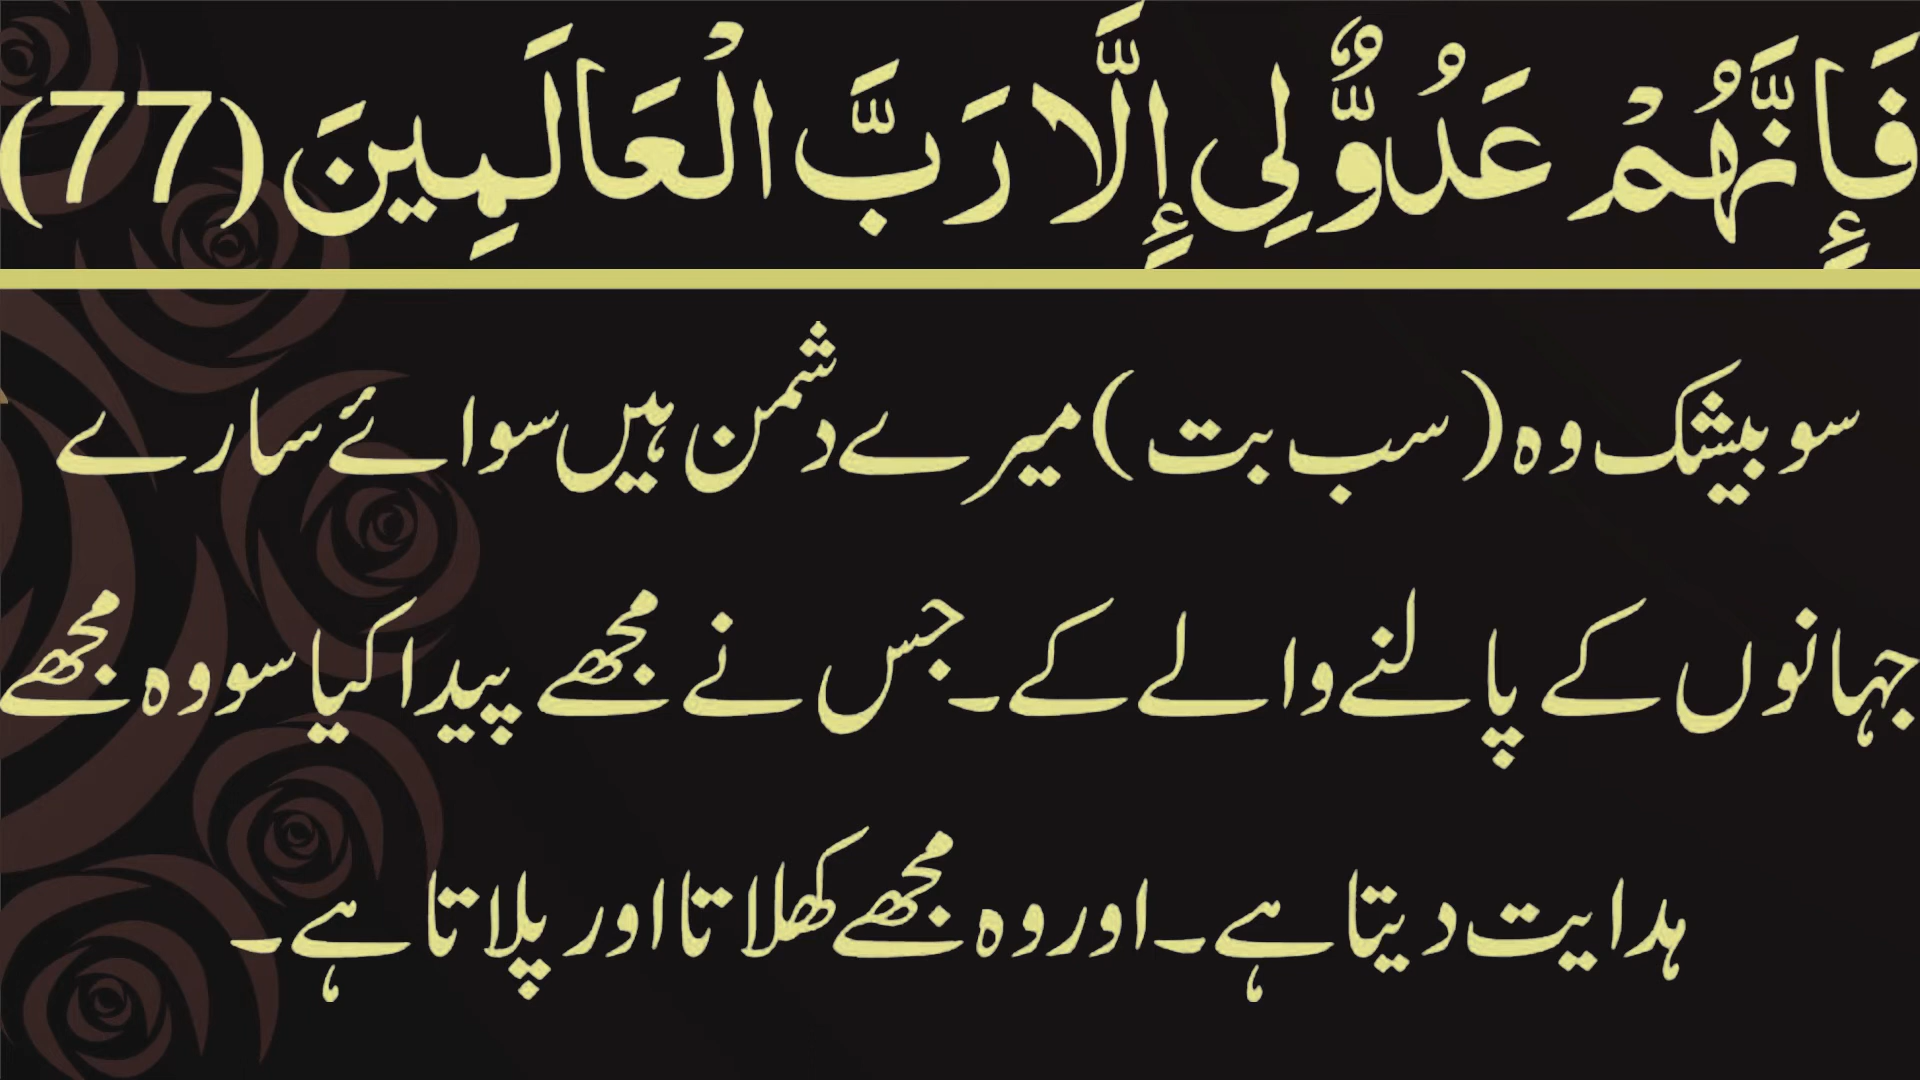 فَإِنَّهُمْ عَدُوٌّ لِي إِلَّا رَبَّ الْعَالَمِينَ (77)
سو بیشک وہ (سب بت) میرے دشمن ہیں سوائے سارے
جہانوں کے پالنے والے کے۔ جس نے مجھے پیدا کیا سو وہ مجھے
ہدایت دیتا ہے۔ اور وہ مجھے کھلاتا اور پلاتا ہے۔